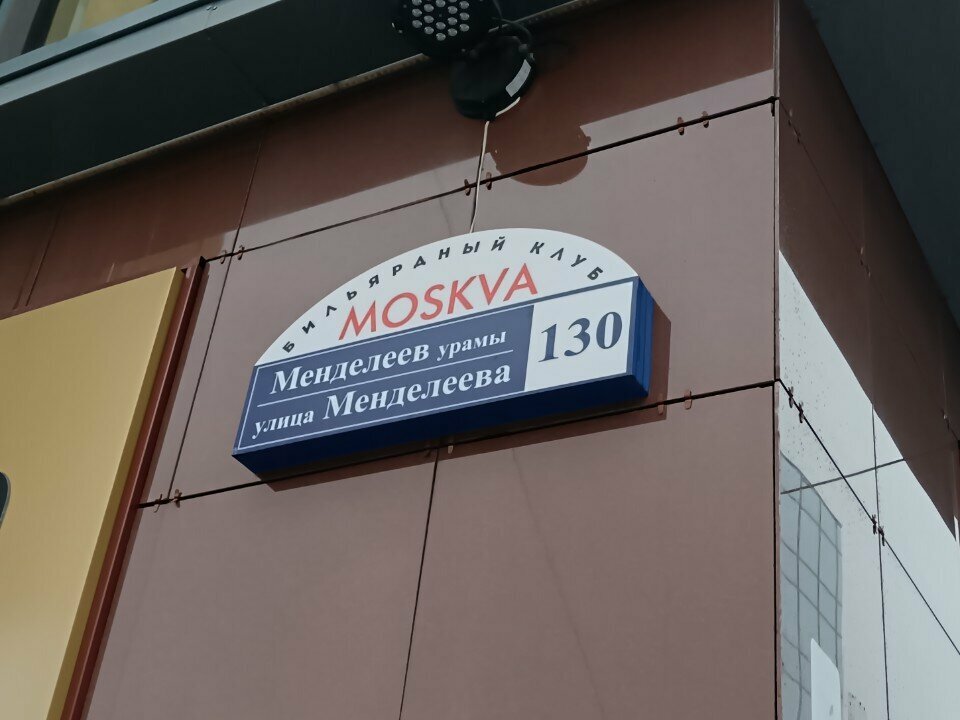 БИЛЬЯРДНЫЙ КЛУБ
MOSKVA
Менделеев урамы
улица Менделеева
130